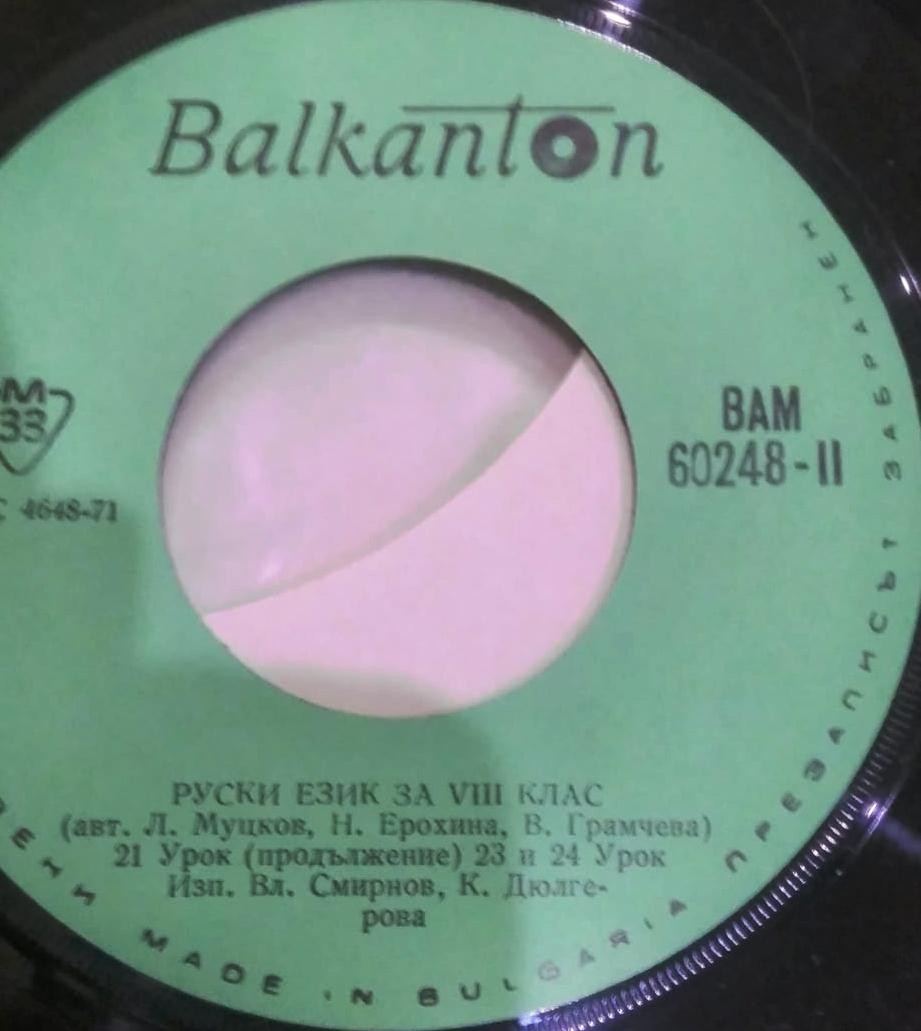 Balkanton
M
33
ВАМ
4648-71
60248-II
РУСКИ ЕЗИК ЗА VIII КЛАС
(авт. Л. Муцков, Н. Ерохина, В. Грамчева)
21 Урок (продължение) 23 и 24 Урок
Изп. Вл. Смирнов, К. Дюлге-
рова
MADE IN BULGARIA ПРЕЗАПИСЪТ ЗАБРАНЕН